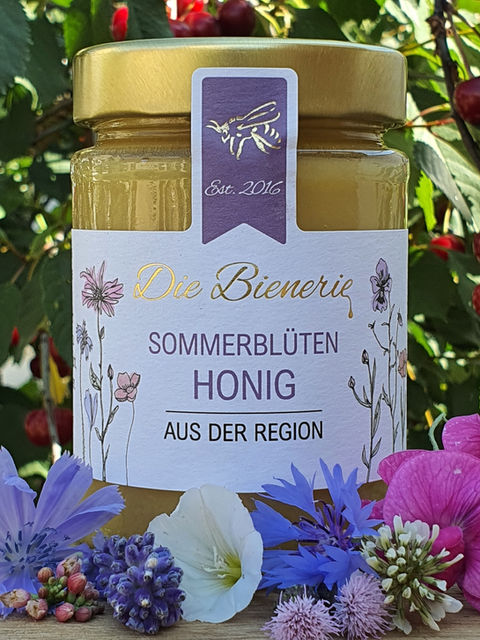 Est. 2016
Die Bienerie
SOMMERBLÜTEN
HONIG
AUS DER REGION